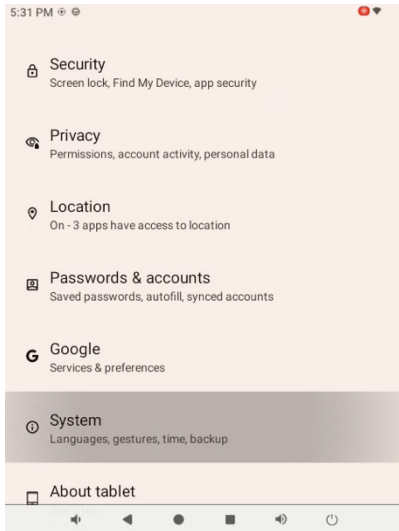 5:31 PM
Security
Screen lock, Find My Device, app security
Privacy
Permissions, account activity, personal data
Location
On - 3 apps have access to location
Passwords & accounts
Saved passwords, autofill, synced accounts
Google
Services & preferences
System
Languages, gestures, time, backup
About tablet